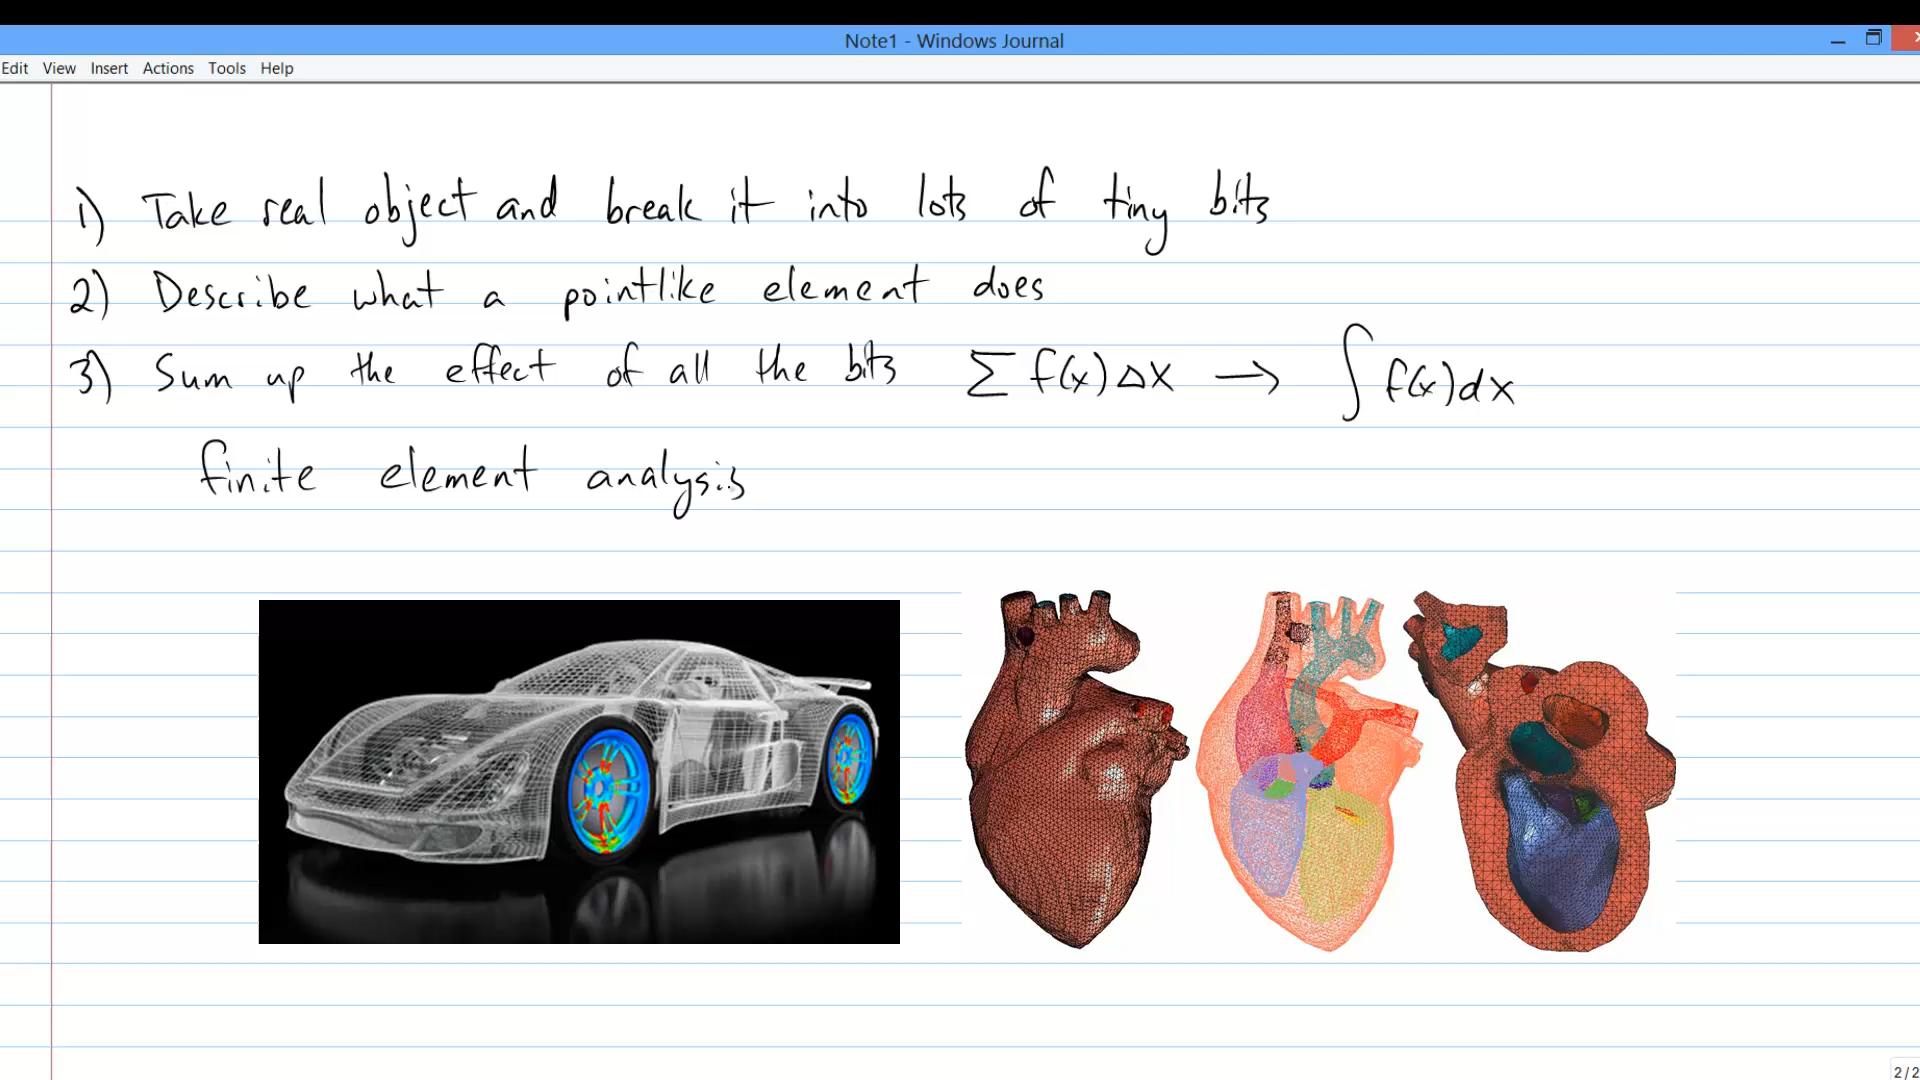 Note1 - Windows Journal
Edit View Insert Actions Tools Help
1) Take real object and break it into lots of tiny bits
2) Describe what a pointlike element does
3) Sum up the effect of all the bits ∑ f(x) Δx → ∫ f(x) dx
finite element analysis
2 / 2